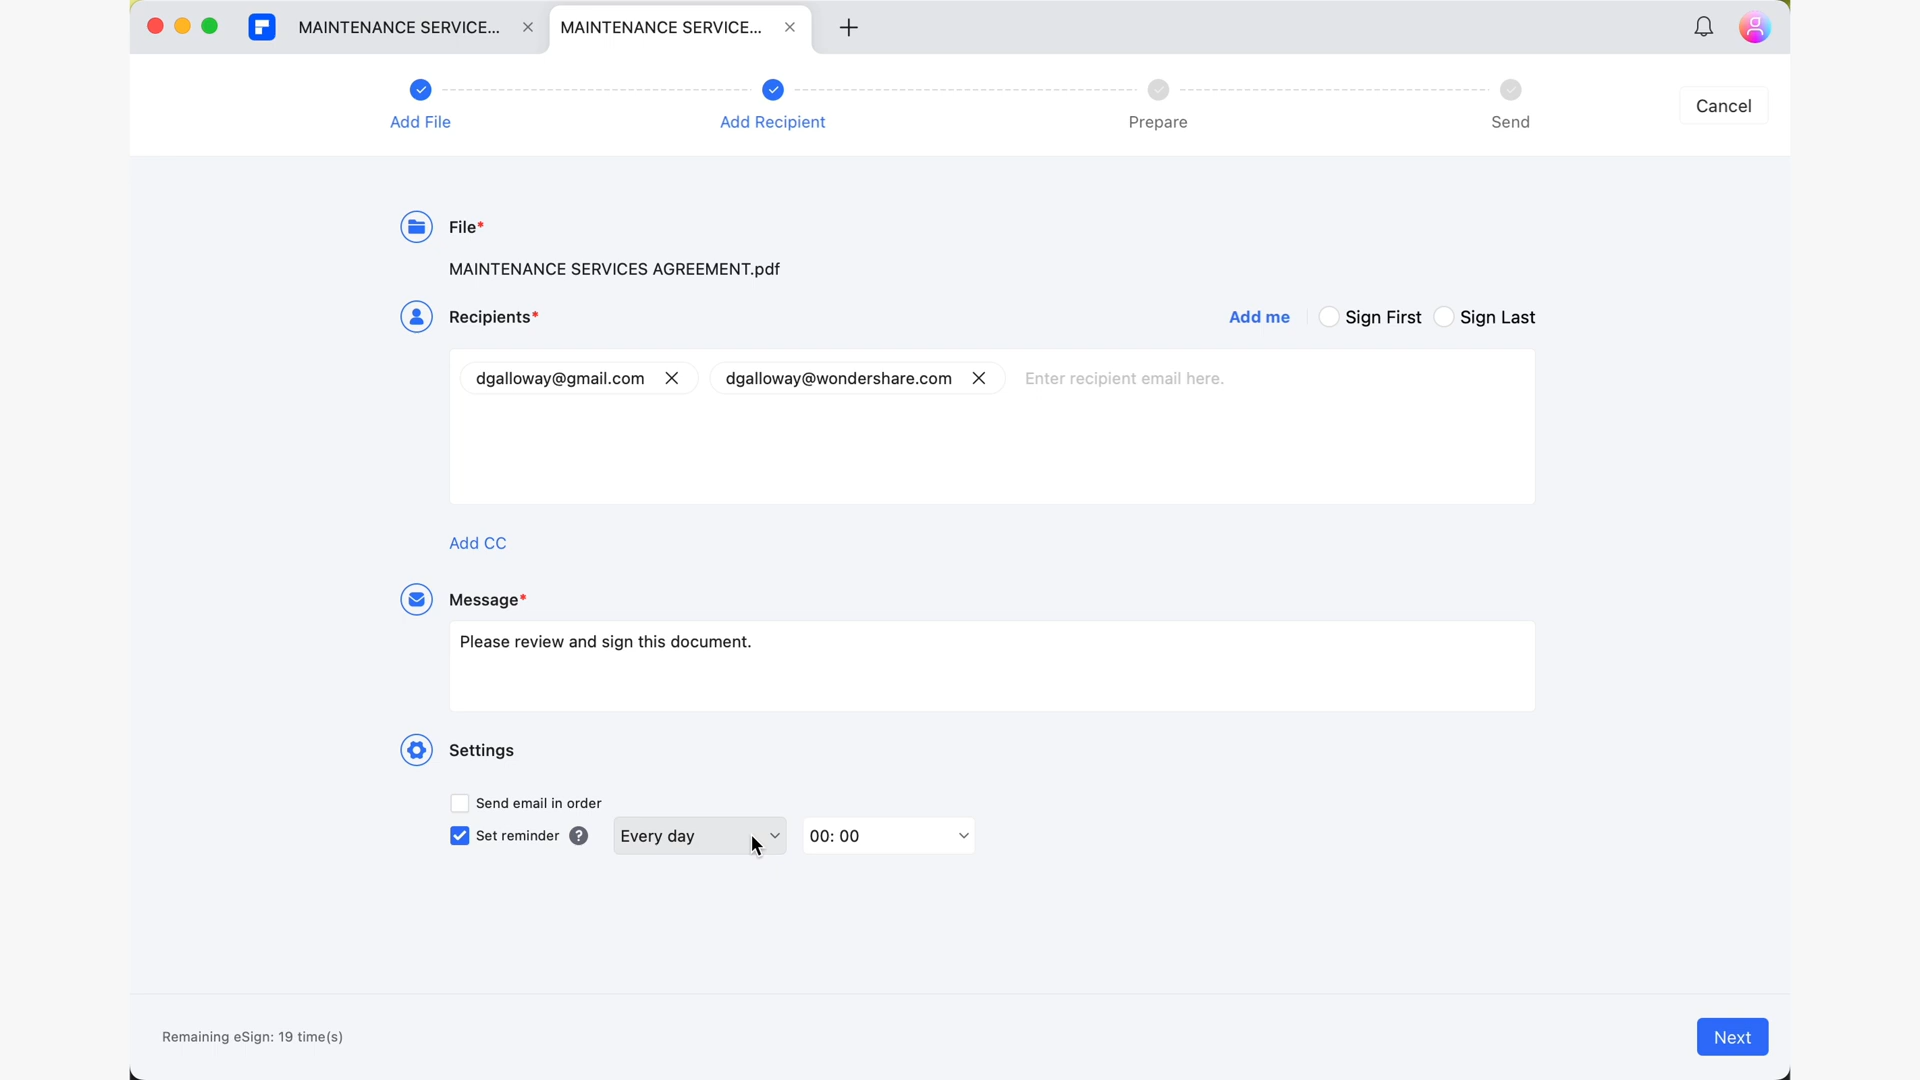 MAINTENANCE SERVICE... MAINTENANCE SERVICE...
Add File Add Recipient Prepare Send Cancel
File*
MAINTENANCE SERVICES AGREEMENT.pdf
Recipients* Add me Sign First Sign Last
dgalloway@gmail.com dgalloway@wondershare.com Enter recipient email here.
Add CC
Message*
Please review and sign this document.
Settings
Send email in order
Set reminder ? Every day 00: 00
Remaining eSign: 19 time(s) Next